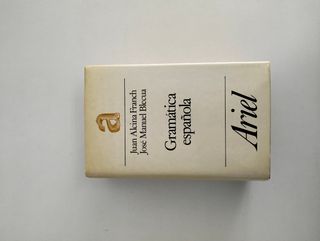 a
Juan Alcina Franch
José Manuel Blecua
Gramática
española
Ariel